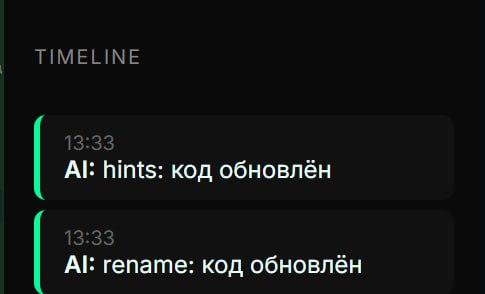 TIMELINE
13:33
AI: hints: код обновлён
13:33
AI: rename: код обновлён